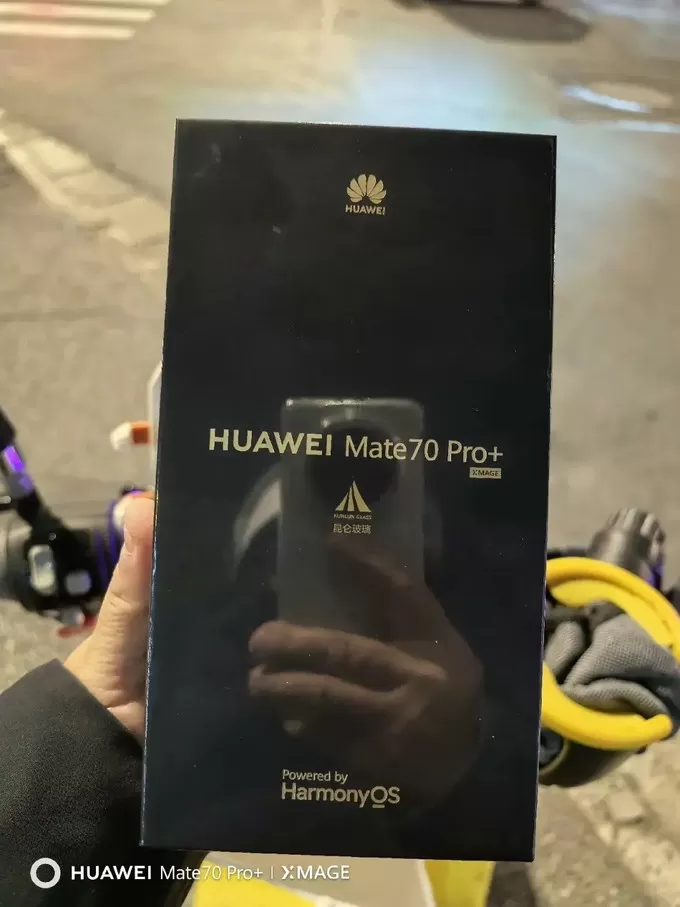 HUAWEI
HUAWEI Mate70 Pro+
XMAGE
KUNLUN GLASS
昆仑玻璃
Powered by
HarmonyOS
HUAWEI Mate70 Pro+ | XMAGE